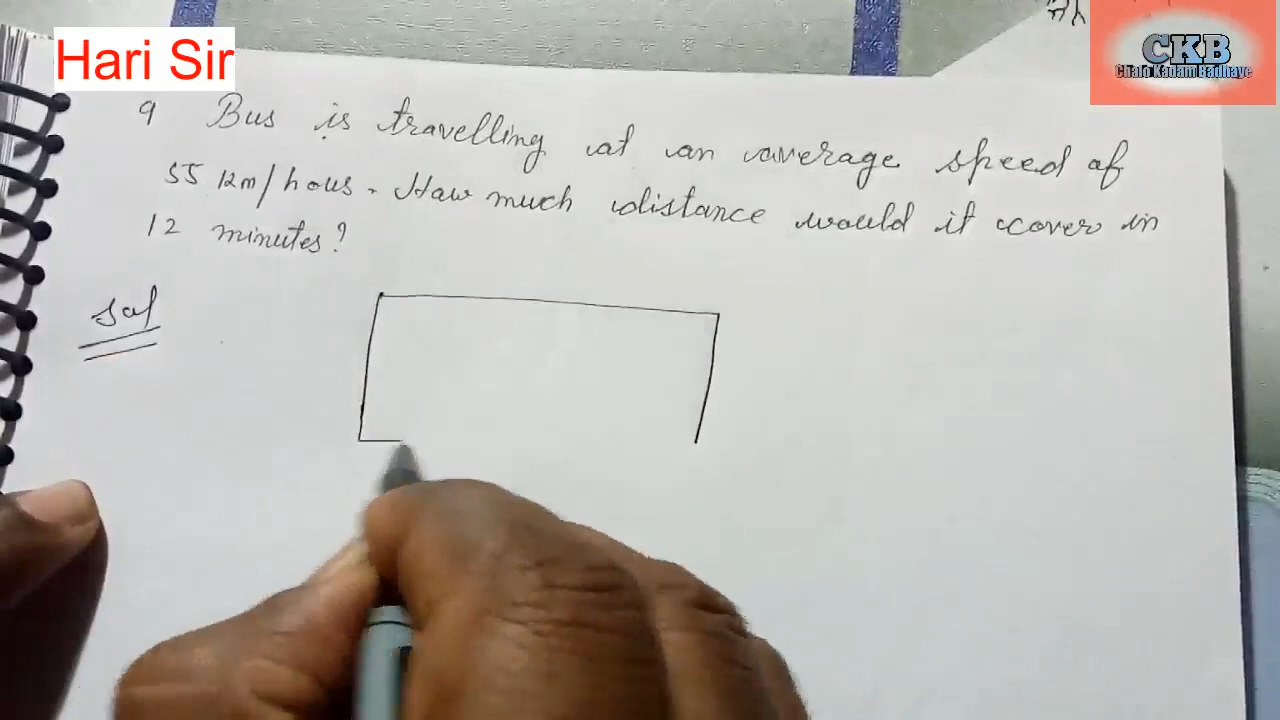 Hari Sir
CKB
Chalo Kadam Badhaye
9 Bus is travelling at an average speed of
55 km/hour. How much distance would it cover in
12 minutes?
Sol